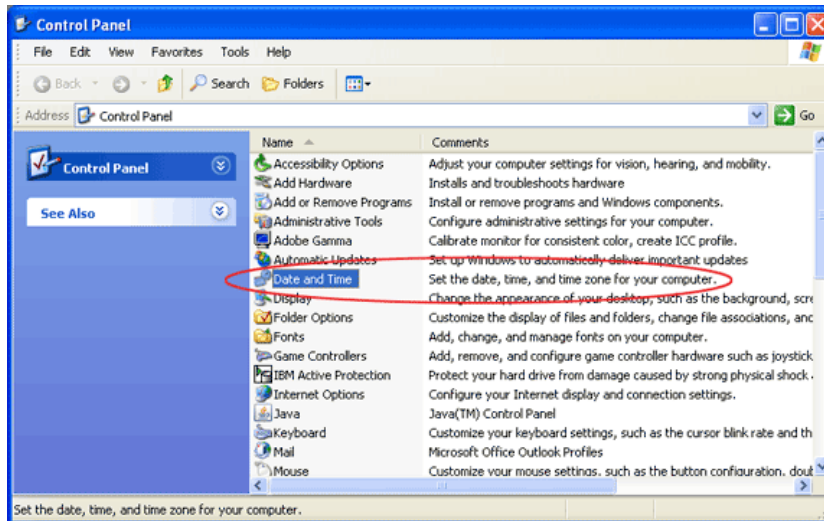 Control Panel
File Edit View Favorites Tools Help
Back Search Folders
Address Control Panel Go
Control Panel
See Also
Name Comments
Accessibility Options Adjust your computer settings for vision, hearing, and mobility.
Add Hardware Installs and troubleshoots hardware
Add or Remove Programs Install or remove programs and Windows components.
Administrative Tools Configure administrative settings for your computer.
Adobe Gamma Calibrate monitor for consistent color, create ICC profile.
Automatic Updates Set up Windows to automatically deliver important updates
Date and Time Set the date, time, and time zone for your computer.
Display Change the appearance of your desktop, such as the background, scre
Folder Options Customize the display of files and folders, change file associations, and
Fonts Add, change, and manage fonts on your computer.
Game Controllers Add, remove, and configure game controller hardware such as joystick
IBM Active Protection Protect your hard drive from damage caused by strong physical shock
Internet Options Configure your Internet display and connection settings.
Java Java(TM) Control Panel
Keyboard Customize your keyboard settings, such as the cursor blink rate and th
Mail Microsoft Office Outlook Profiles
Mouse Customize your mouse settings, such as the button configuration, doub
Set the date, time, and time zone for your computer.